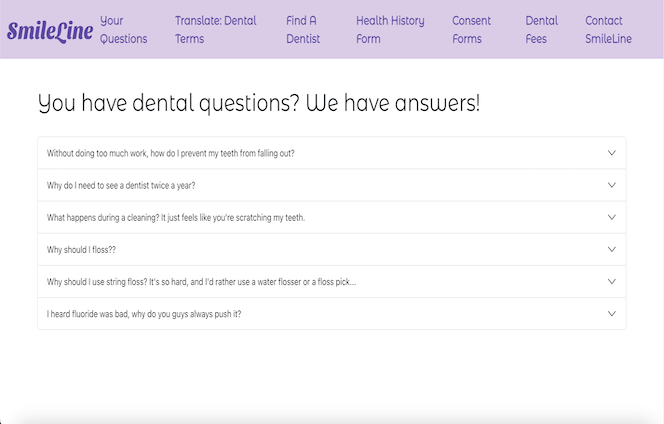 SmileLine
Your Questions
Translate: Dental Terms
Find A Dentist
Health History Form
Consent Forms
Dental Fees
Contact SmileLine
You have dental questions? We have answers!
Without doing too much work, how do I prevent my teeth from falling out?
Why do I need to see a dentist twice a year?
What happens during a cleaning? It just feels like you're scratching my teeth.
Why should I floss??
Why should I use string floss? It's so hard, and I'd rather use a water flosser or a floss pick...
I heard fluoride was bad, why do you guys always push it?